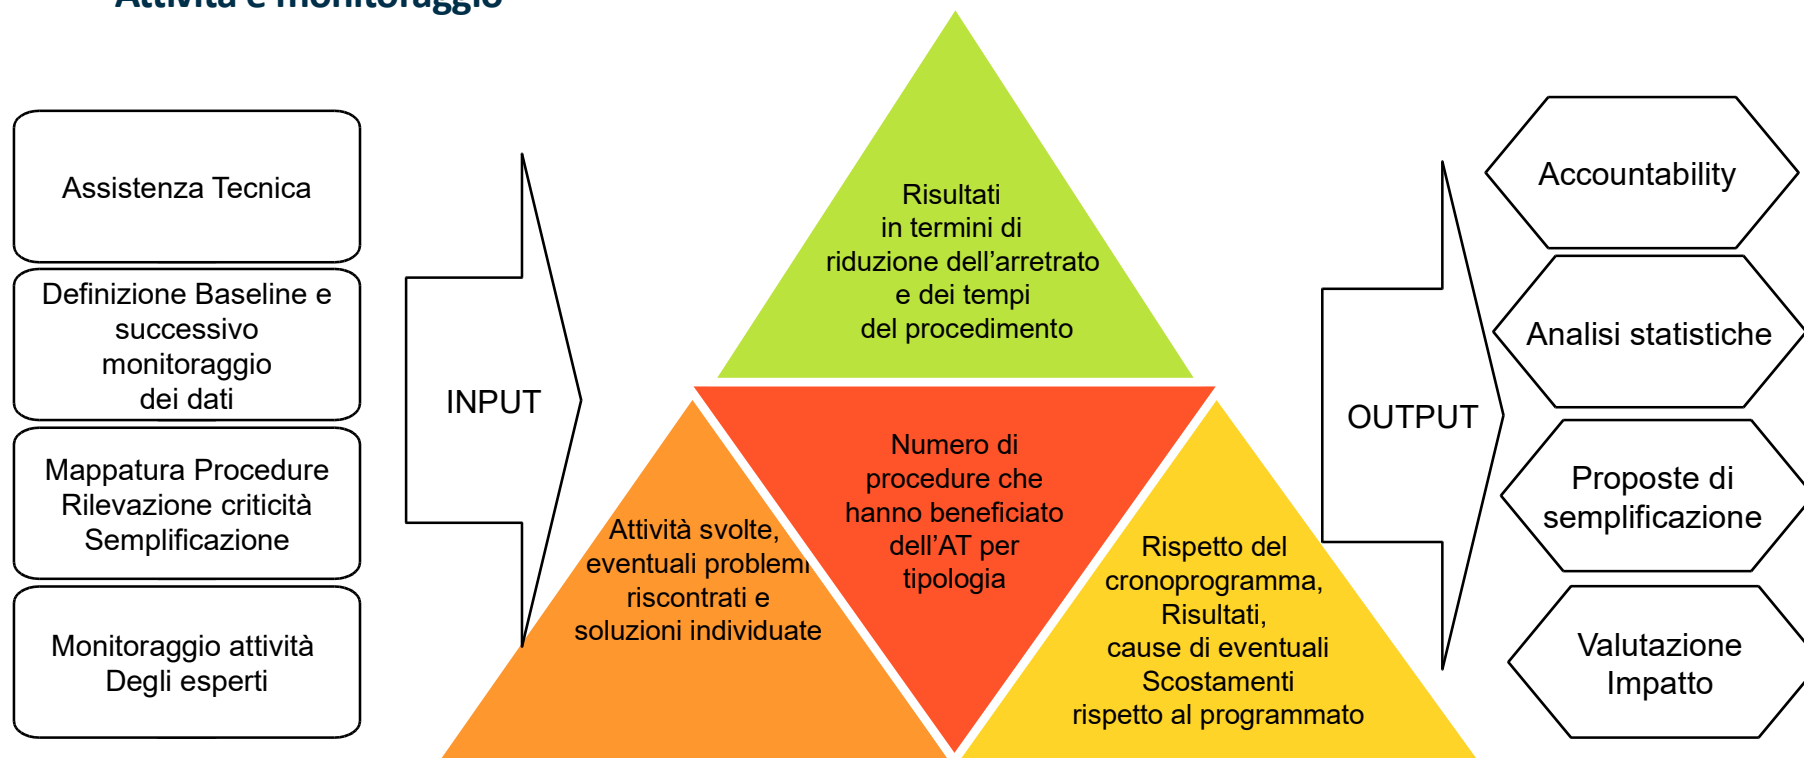 Attività e monitoraggio
Assistenza Tecnica
Definizione Baseline e
successivo
monitoraggio
dei dati
Mappatura Procedure
Rilevazione criticità
Semplificazione
Monitoraggio attività
Degli esperti
INPUT
Risultati
in termini di
riduzione dell’arretrato
e dei tempi
del procedimento
Attività svolte,
eventuali problemi
riscontrati e
soluzioni individuate
Numero di
procedure che
hanno beneficiato
dell’AT per
tipologia
Rispetto del
cronoprogramma,
Risultati,
cause di eventuali
Scostamenti
rispetto al programmato
OUTPUT
Accountability
Analisi statistiche
Proposte di
semplificazione
Valutazione
Impatto